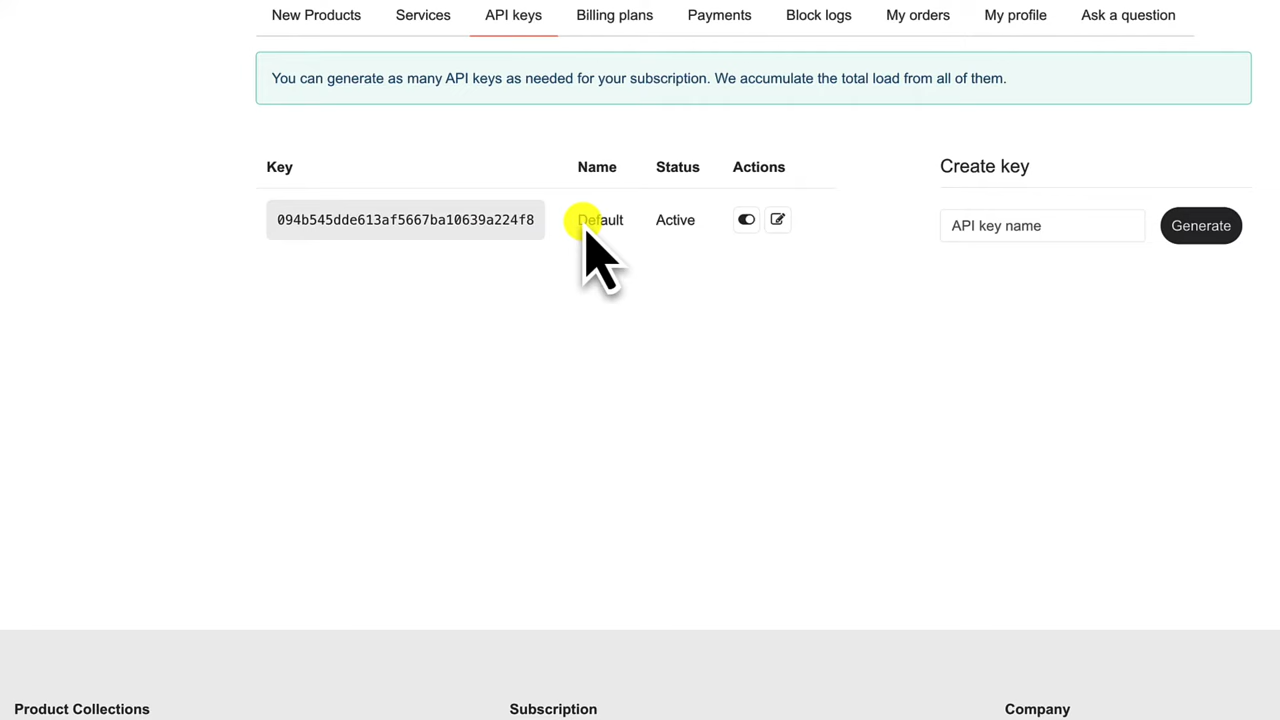 New Products Services API keys Billing plans Payments Block logs My orders My profile Ask a question
You can generate as many API keys as needed for your subscription. We accumulate the total load from all of them.
Key Name Status Actions Create key
094b545dde613af5667ba10639a224f8 Default Active API key name Generate
Product Collections Subscription Company